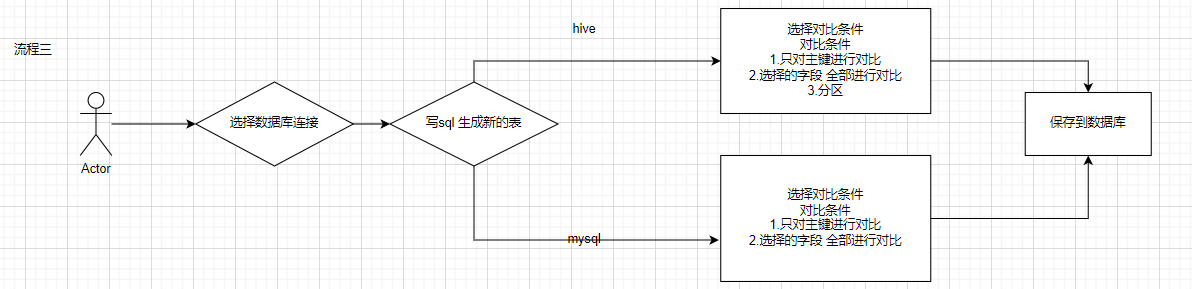 流程三
Actor
选择数据库连接
写sql 生成新的表
hive
选择对比条件
对比条件
1.只对主键进行对比
2.选择的字段 全部进行对比
3.分区
mysql
选择对比条件
对比条件
1.只对主键进行对比
2.选择的字段 全部进行对比
保存到数据库